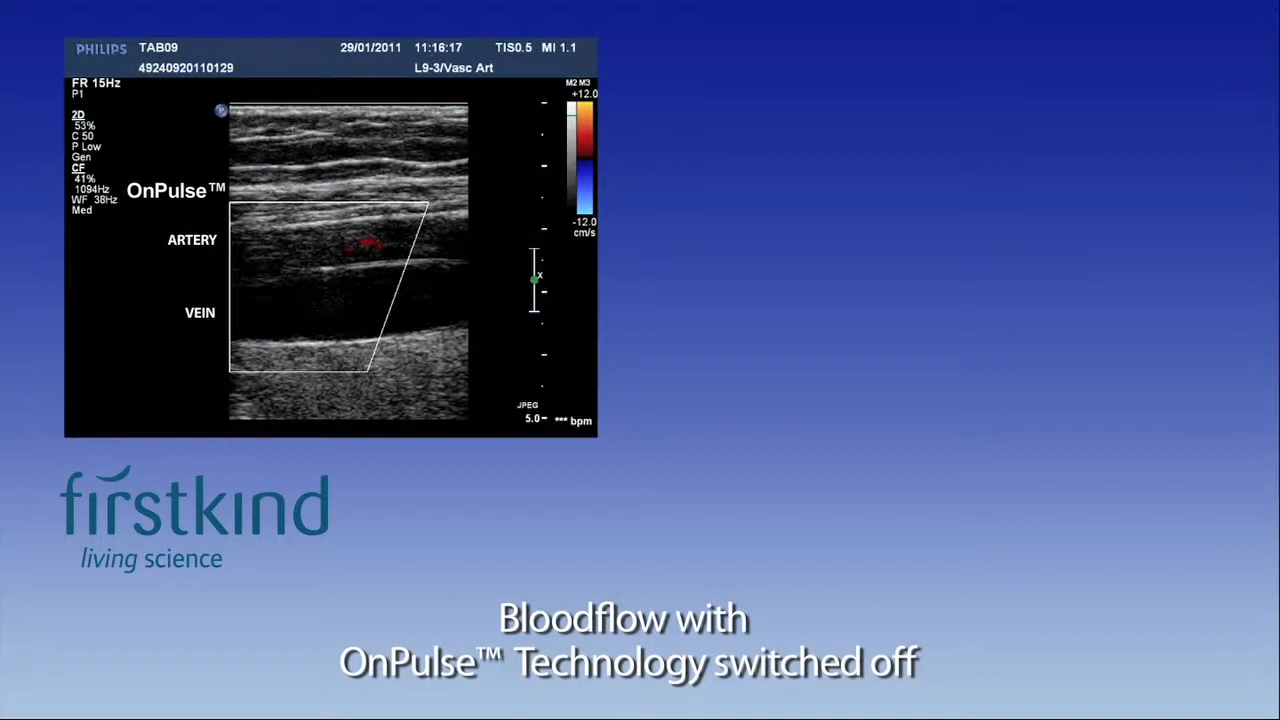 PHILIPS TAB09 29/01/2011 11:16:17 TIS0.5 MI 1.1
49240920110129 L9-3/Vasc Art
FR 15Hz
P1
M2 M3
+12.0
2D
53%
C 50
P Low
Gen
CF
41%
1094Hz
WF 38Hz
Med
P
OnPulse™
-12.0
cm/s
ARTERY
x
VEIN
JPEG
5.0
*** bpm
firstkind
living science
Bloodflow with
OnPulse™ Technology switched off